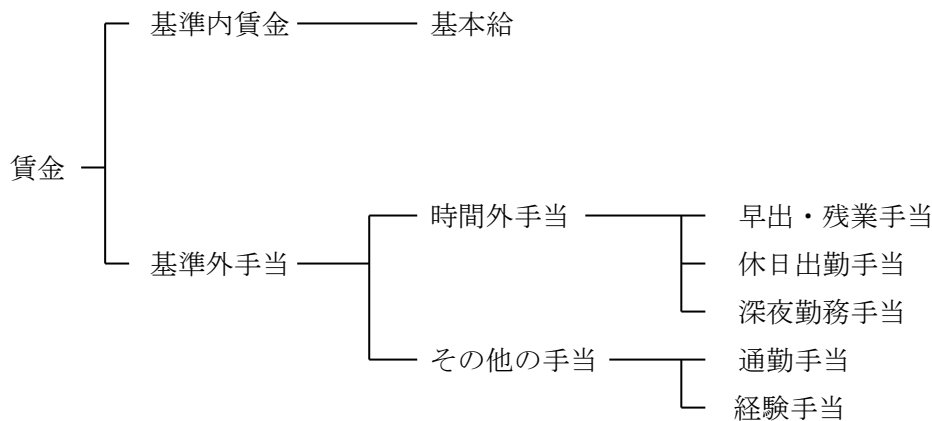 基準内賃金 基本給
賃金
時間外手当 早出・残業手当
基準外手当 休日出勤手当
深夜勤務手当
その他の手当 通勤手当
経験手当